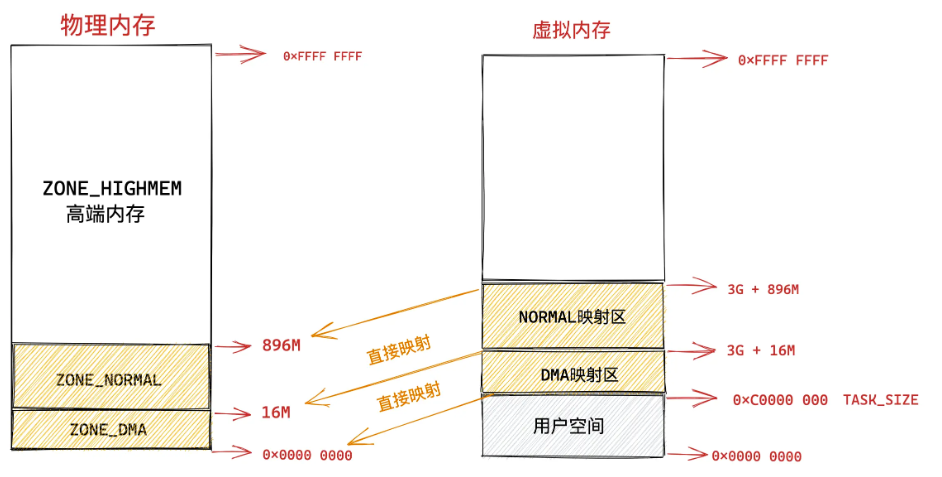 物理内存
0×FFFF FFFF
ZONE_HIGHMEM
高端内存
896M
ZONE_NORMAL
16M
ZONE_DMA
0×0000 0000
直接映射
直接映射
虚拟内存
0×FFFF FFFF
3G + 896M
NORMAL映射区
3G + 16M
DMA映射区
0×C0000 000 TASK_SIZE
用户空间
0×0000 0000